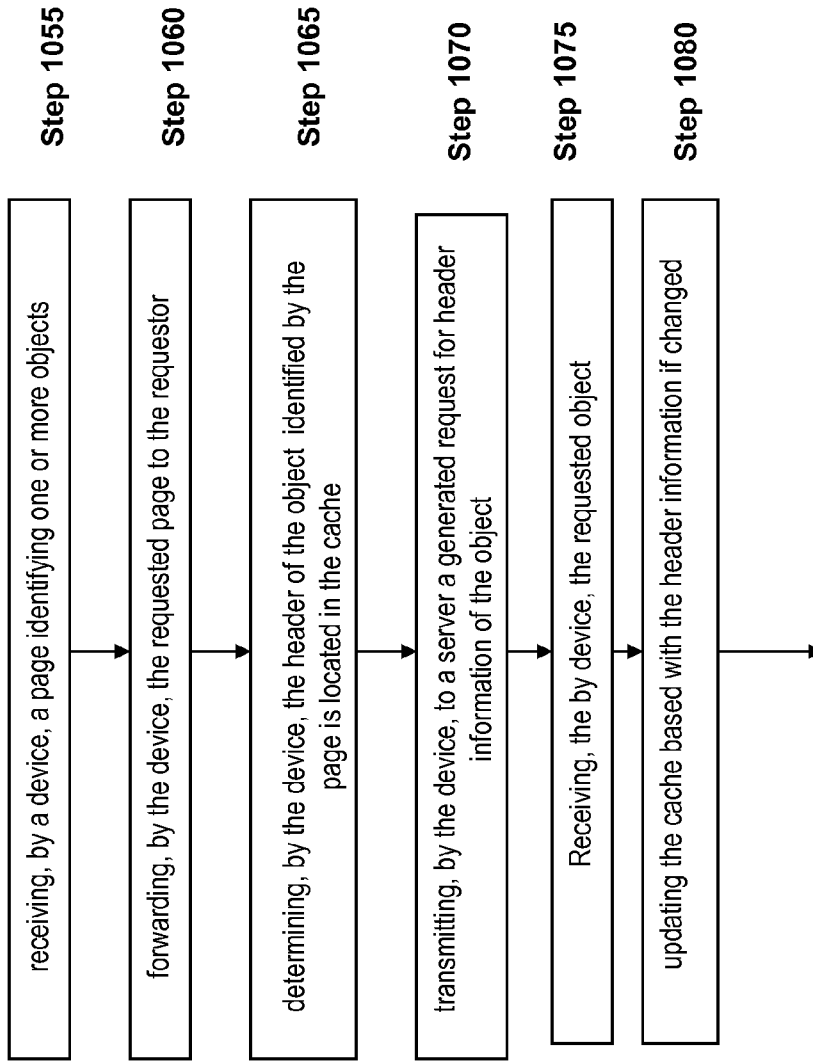 receiving, by a device, a page identifying one or more objects
Step 1055
forwarding, by the device, the requested page to the requestor
Step 1060
determining, by the device, the header of the object identified by the
page is located in the cache
Step 1065
transmitting, by the device, to a server a generated request for header
information of the object
Step 1070
Receiving, the by device, the requested object
Step 1075
updating the cache based with the header information if changed
Step 1080